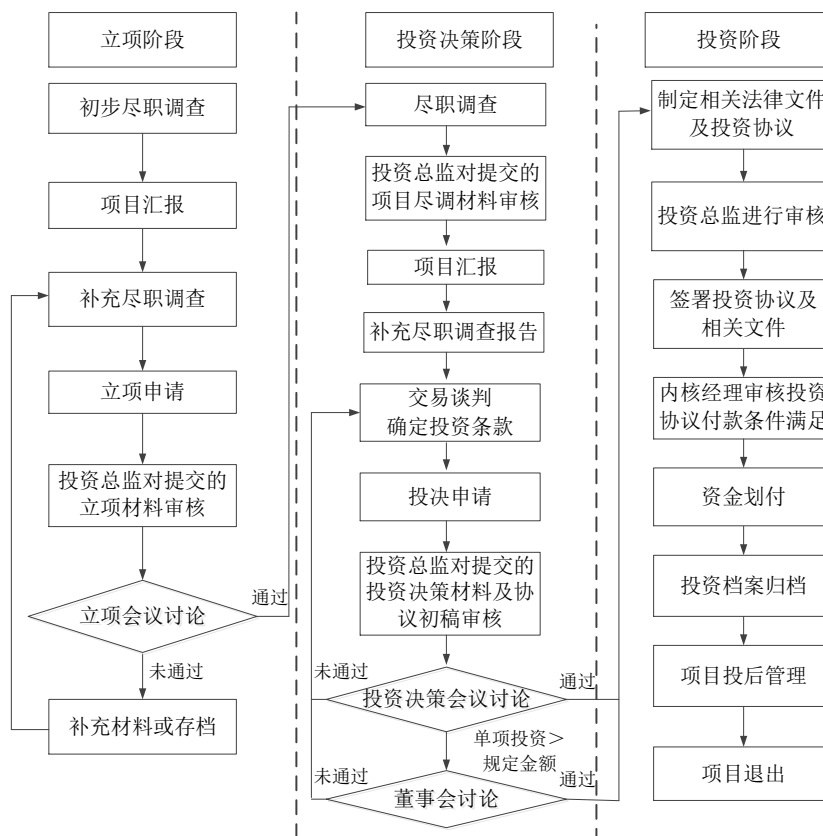 立项阶段
初步尽职调查
项目汇报
补充尽职调查
立项申请
投资总监对提交的
立项材料审核
立项会议讨论
通过
未通过
补充材料或存档
投资决策阶段
尽职调查
投资总监对提交的
项目尽调材料审核
项目汇报
补充尽职调查报告
交易谈判
确定投资条款
投决申请
投资总监对提交的
投资决策材料及协
议初稿审核
未通过
投资决策会议讨论
通过
单项投资＞
规定金额
未通过
董事会讨论
通过
投资阶段
制定相关法律文件
及投资协议
投资总监进行审核
签署投资协议及
相关文件
内核经理审核投资
协议付款条件满足
资金划付
投资档案归档
项目投后管理
项目退出